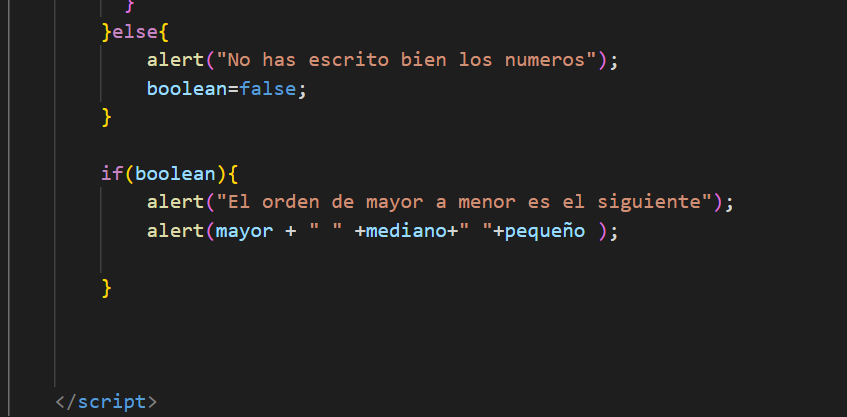 }
}else{
alert("No has escrito bien los numeros");
boolean=false;
}
if(boolean){
alert("El orden de mayor a menor es el siguiente");
alert(mayor + " " +mediano+" "+pequeño );
}
</script>